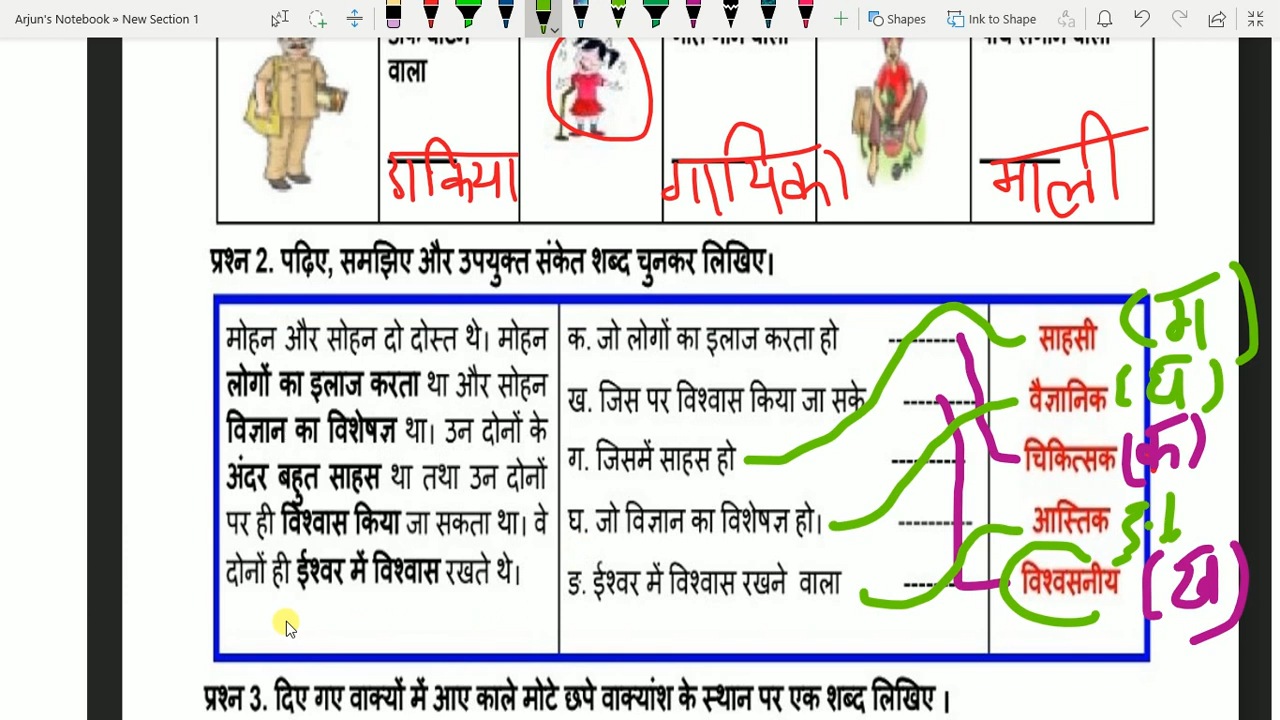 Arjun's Notebook » New Section 1
Shapes
Ink to Shape
वाला
डाकिया
गायिका
माली
प्रश्न 2. पढ़िए, समझिए और उपयुक्त संकेत शब्द चुनकर लिखिए।
मोहन और सोहन दो दोस्त थे। मोहन
लोगों का इलाज करता था और सोहन
विज्ञान का विशेषज्ञ था। उन दोनों के
अंदर बहुत साहस था तथा उन दोनों
पर ही विश्वास किया जा सकता था। वे
दोनों ही ईश्वर में विश्वास रखते थे।
क. जो लोगों का इलाज करता हो ----------
ख. जिस पर विश्वास किया जा सके ----------
ग. जिसमें साहस हो ----------
घ. जो विज्ञान का विशेषज्ञ हो। ----------
ङ. ईश्वर में विश्वास रखने वाला ----------
साहसी (ग)
वैज्ञानिक (घ)
चिकित्सक (क)
आस्तिक ङ.।
विश्वसनीय (ख)
प्रश्न 3. दिए गए वाक्यों में आए काले मोटे छपे वाक्यांश के स्थान पर एक शब्द लिखिए ।